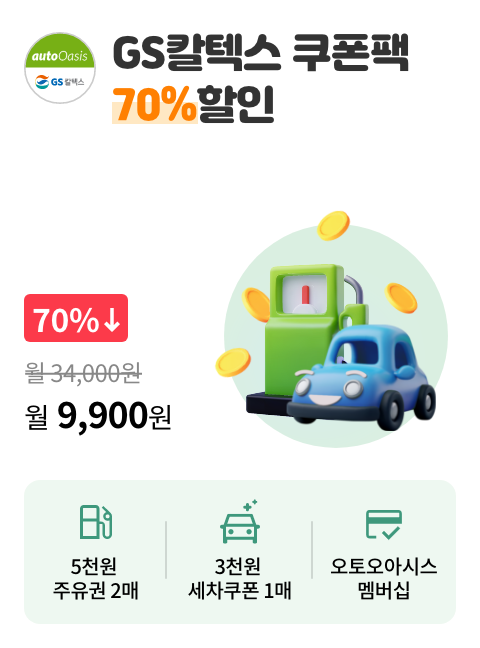 autoOasis
GS칼텍스
GS칼텍스 쿠폰팩
70%할인
70%↓
월 34,000원
월 9,900원
5천원
주유권 2매
3천원
세차쿠폰 1매
오토오아시스
멤버십